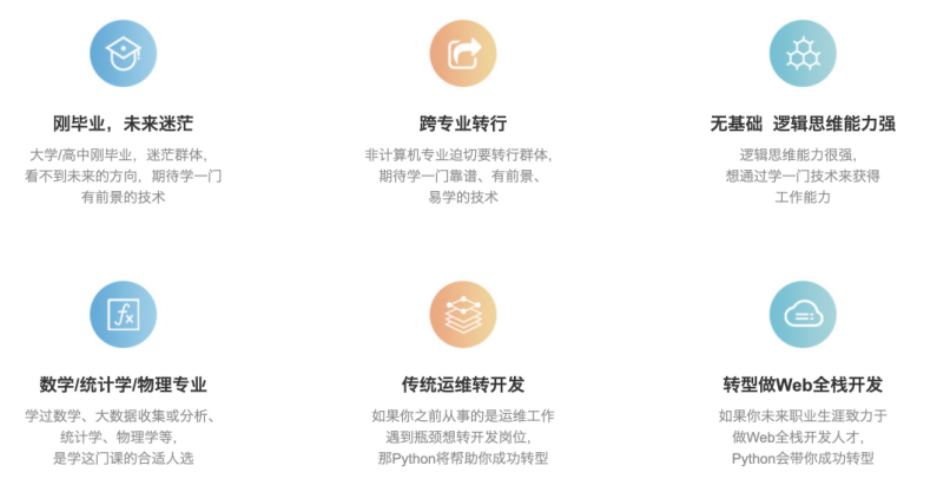 刚毕业，未来迷茫
大学/高中刚毕业，迷茫群体，
看不到未来的方向，期待学一门
有前景的技术
跨专业转行
非计算机专业迫切要转行群体，
期待学一门靠谱、有前景、
易学的技术
无基础 逻辑思维能力强
逻辑思维能力很强，
想通过学一门技术来获得
工作能力
数学/统计学/物理专业
学过数学、大数据收集或分析、
统计学、物理学等，
是学这门课的合适人选
传统运维转开发
如果你之前从事的是运维工作
遇到瓶颈想转开发岗位，
那Python将帮助你成功转型
转型做Web全栈开发
如果你未来职业生涯致力于
做Web全栈开发人才，
Python会带你成功转型